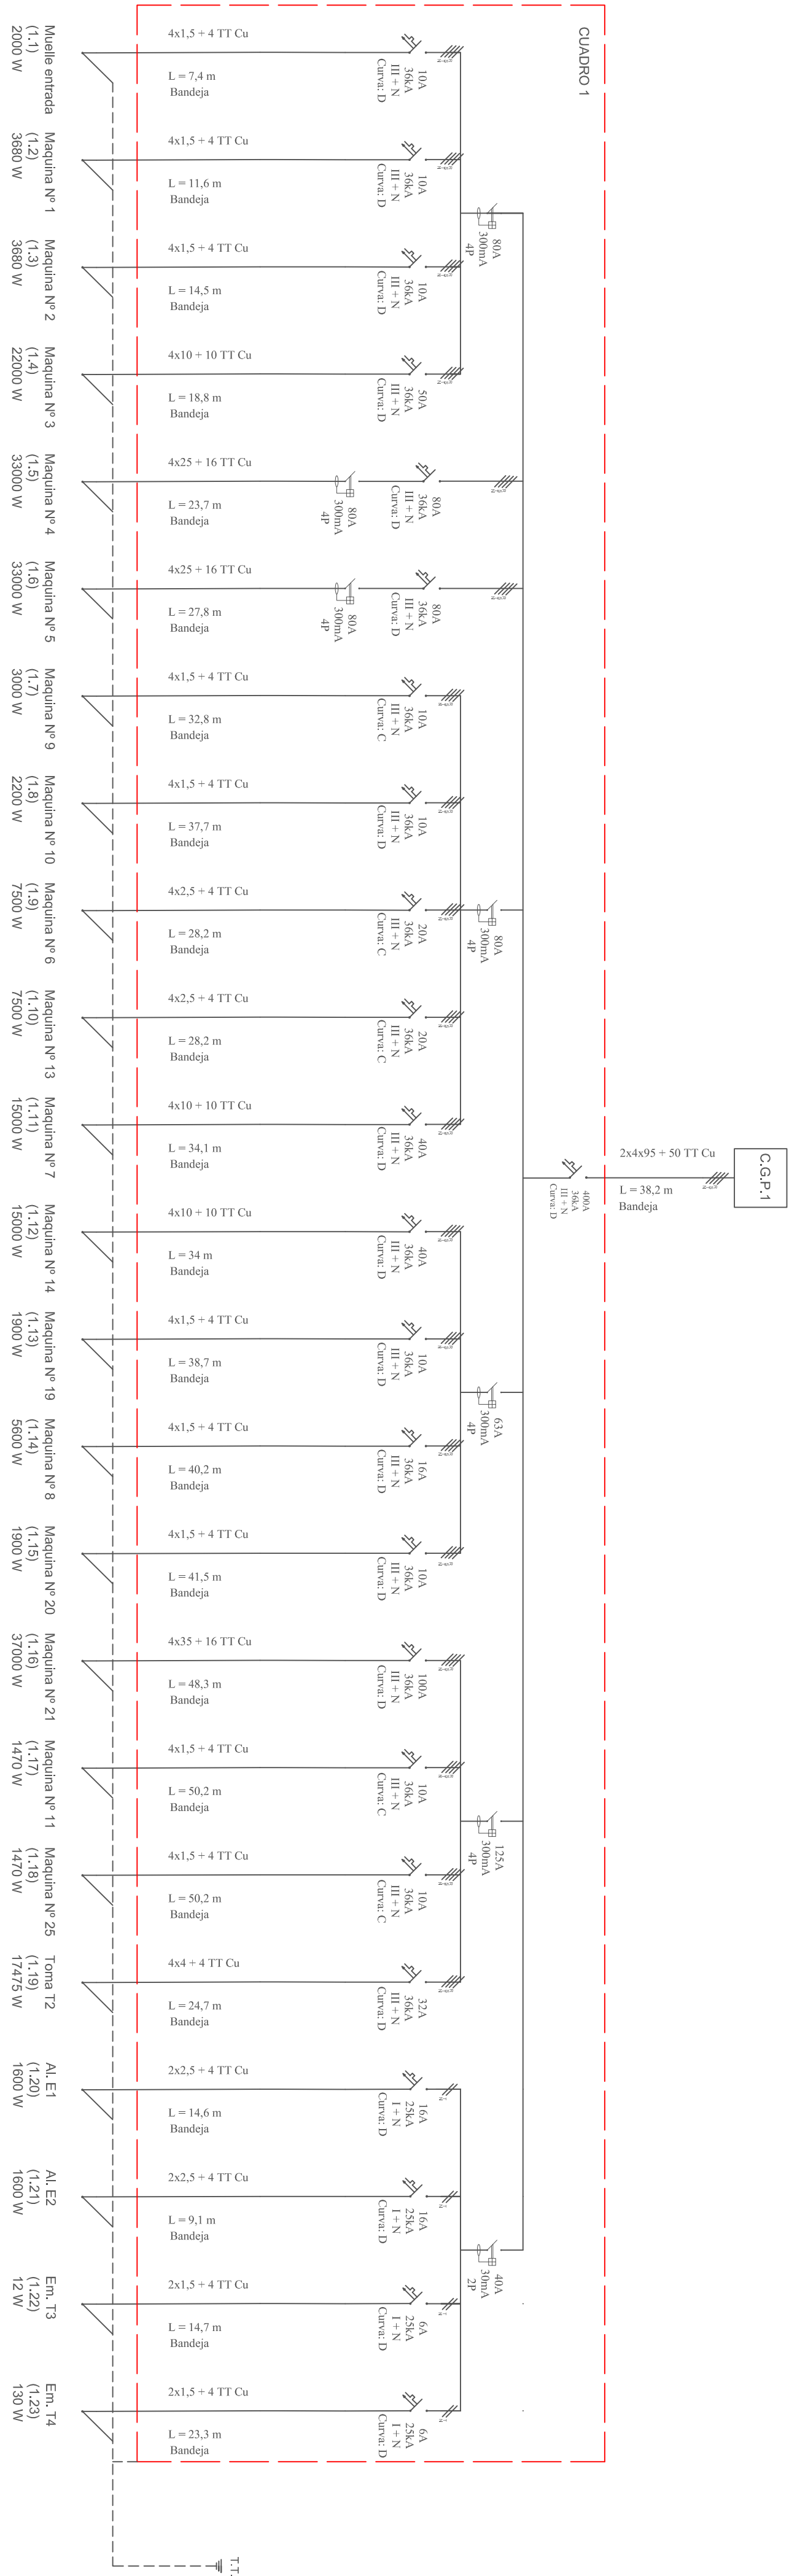 C.G.P.1
2x4x95 + 50 TT Cu
L = 38,2 m
Bandeja
CUADRO 1
400A
36kA
III + N
Curva: D
80A
300mA
4P
10A
36kA
III + N
Curva: D
4x1,5 + 4 TT Cu
L = 7,4 m
Bandeja
Muelle entrada
(1.1)
2000 W
10A
36kA
III + N
Curva: D
4x1,5 + 4 TT Cu
L = 11,6 m
Bandeja
Maquina Nº 1
(1.2)
3680 W
10A
36kA
III + N
Curva: D
4x1,5 + 4 TT Cu
L = 14,5 m
Bandeja
Maquina Nº 2
(1.3)
3680 W
50A
36kA
III + N
Curva: D
4x10 + 10 TT Cu
L = 18,8 m
Bandeja
Maquina Nº 3
(1.4)
22000 W
80A
36kA
III + N
Curva: D
80A
300mA
4P
4x25 + 16 TT Cu
L = 23,7 m
Bandeja
Maquina Nº 4
(1.5)
33000 W
80A
36kA
III + N
Curva: D
80A
300mA
4P
4x25 + 16 TT Cu
L = 27,8 m
Bandeja
Maquina Nº 5
(1.6)
33000 W
80A
300mA
4P
10A
36kA
III + N
Curva: C
4x1,5 + 4 TT Cu
L = 32,8 m
Bandeja
Maquina Nº 9
(1.7)
3000 W
10A
36kA
III + N
Curva: D
4x1,5 + 4 TT Cu
L = 37,7 m
Bandeja
Maquina Nº 10
(1.8)
2200 W
20A
36kA
III + N
Curva: C
4x2,5 + 4 TT Cu
L = 28,2 m
Bandeja
Maquina Nº 6
(1.9)
7500 W
20A
36kA
III + N
Curva: C
4x2,5 + 4 TT Cu
L = 28,2 m
Bandeja
Maquina Nº 13
(1.10)
7500 W
40A
36kA
III + N
Curva: D
4x10 + 10 TT Cu
L = 34,1 m
Bandeja
Maquina Nº 7
(1.11)
15000 W
63A
300mA
4P
40A
36kA
III + N
Curva: D
4x10 + 10 TT Cu
L = 34 m
Bandeja
Maquina Nº 14
(1.12)
15000 W
10A
36kA
III + N
Curva: D
4x1,5 + 4 TT Cu
L = 38,7 m
Bandeja
Maquina Nº 19
(1.13)
1900 W
16A
36kA
III + N
Curva: D
4x1,5 + 4 TT Cu
L = 40,2 m
Bandeja
Maquina Nº 8
(1.14)
5600 W
10A
36kA
III + N
Curva: D
4x1,5 + 4 TT Cu
L = 41,5 m
Bandeja
Maquina Nº 20
(1.15)
1900 W
125A
300mA
4P
100A
36kA
III + N
Curva: D
4x35 + 16 TT Cu
L = 48,3 m
Bandeja
Maquina Nº 21
(1.16)
37000 W
10A
36kA
III + N
Curva: C
4x1,5 + 4 TT Cu
L = 50,2 m
Bandeja
Maquina Nº 11
(1.17)
1470 W
10A
36kA
III + N
Curva: C
4x1,5 + 4 TT Cu
L = 50,2 m
Bandeja
Maquina Nº 25
(1.18)
1470 W
32A
36kA
III + N
Curva: D
4x4 + 4 TT Cu
L = 24,7 m
Bandeja
Toma T2
(1.19)
17475 W
40A
30mA
2P
16A
25kA
I + N
Curva: D
2x2,5 + 4 TT Cu
L = 14,6 m
Bandeja
Al. E1
(1.20)
1600 W
16A
25kA
I + N
Curva: D
2x2,5 + 4 TT Cu
L = 9,1 m
Bandeja
Al. E2
(1.21)
1600 W
6A
25kA
I + N
Curva: D
2x1,5 + 4 TT Cu
L = 14,7 m
Bandeja
Em. T3
(1.22)
12 W
6A
25kA
I + N
Curva: D
2x1,5 + 4 TT Cu
L = 23,3 m
Bandeja
Em. T4
(1.23)
130 W
T.T.